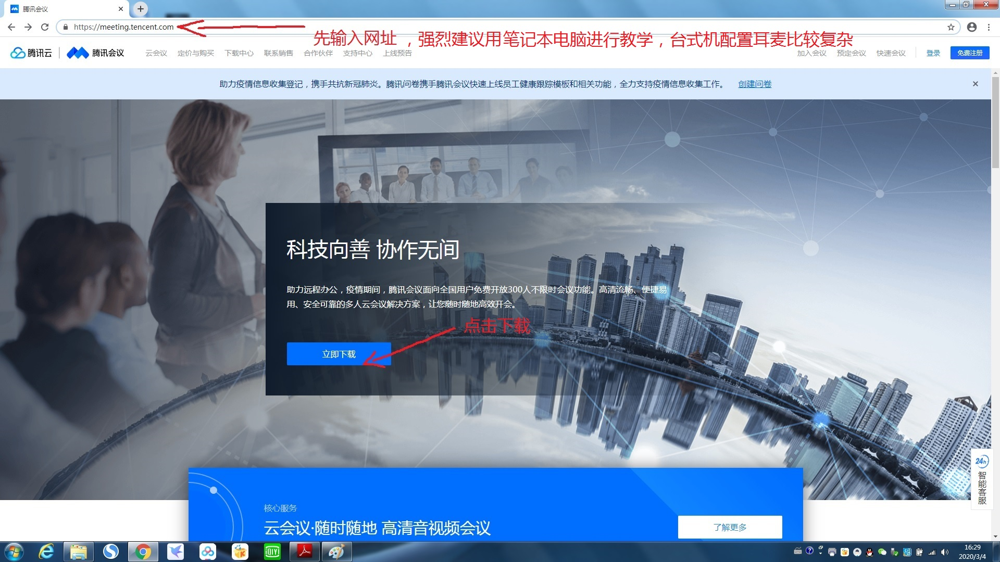 腾讯会议
https://meeting.tencent.com
先输入网址 ，强烈建议用笔记本电脑进行教学，台式机配置耳麦比较复杂
腾讯云 腾讯会议 云会议 定价与购买 下载中心 联系销售 合作伙伴 支持中心 上线预告 加入会议 预定会议 快速会议 登录 免费注册
助力疫情信息收集登记，携手共抗新冠肺炎。腾讯问卷携手腾讯会议快速上线员工健康跟踪模板和相关功能，全力支持疫情信息收集工作。 创建问卷
科技向善 协作无间
助力远程办公，疫情期间，腾讯会议面向全国用户免费开放300人不限时会议功能。高清流畅、便捷易
用、安全可靠的多人云会议解决方案，让您随时随地高效开会。
点击下载
立即下载
24h
智能客服
核心服务
云会议·随时随地 高清音视频会议
了解更多
iQIYI
16:29
2020/3/4